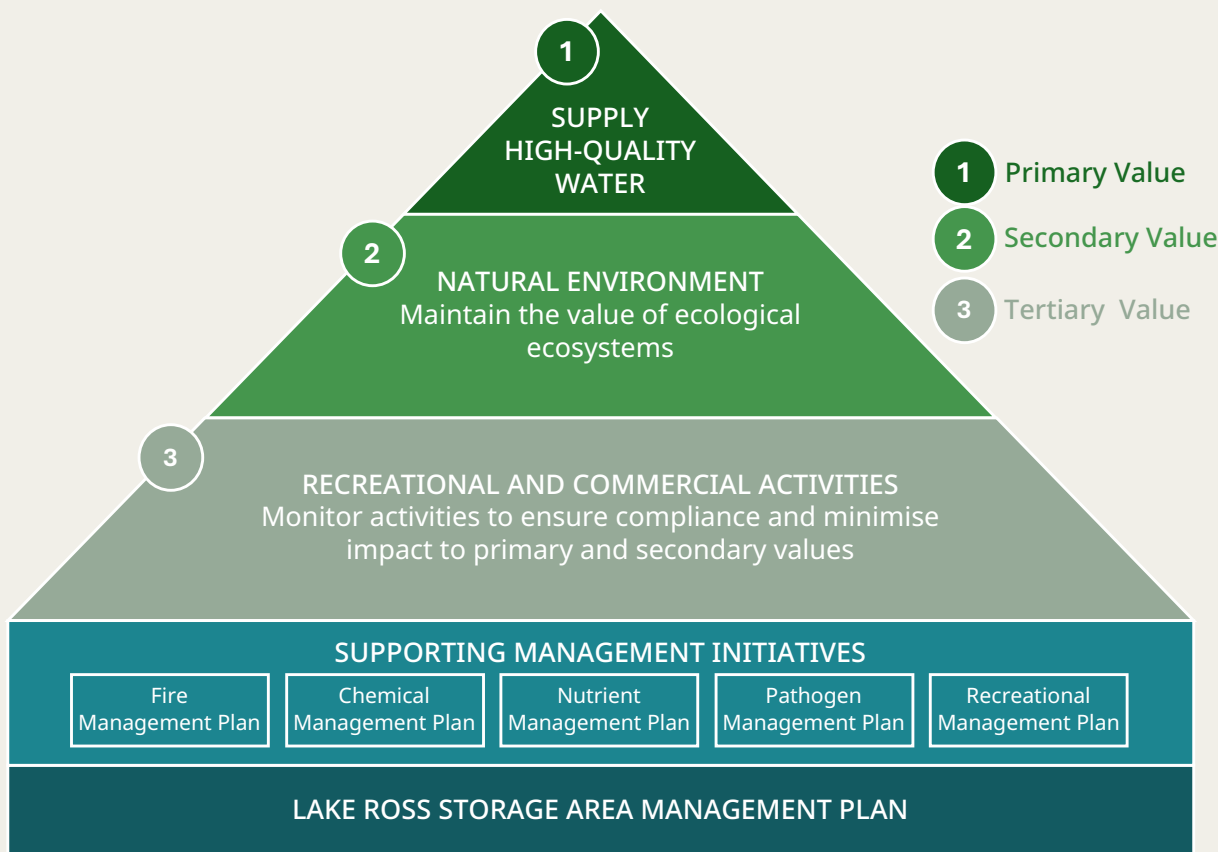 1
SUPPLY
HIGH-QUALITY
WATER
1 Primary Value
2 Secondary Value
3 Tertiary Value
2
NATURAL ENVIRONMENT
Maintain the value of ecological
ecosystems
3
RECREATIONAL AND COMMERCIAL ACTIVITIES
Monitor activities to ensure compliance and minimise
impact to primary and secondary values
SUPPORTING MANAGEMENT INITIATIVES
Fire
Management Plan
Chemical
Management Plan
Nutrient
Management Plan
Pathogen
Management Plan
Recreational
Management Plan
LAKE ROSS STORAGE AREA MANAGEMENT PLAN